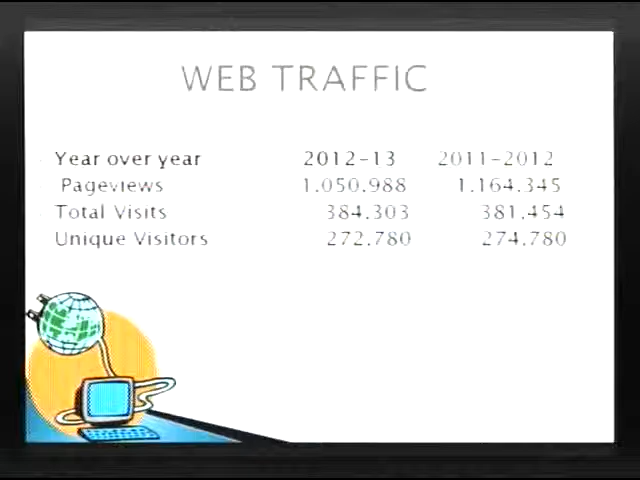 WEB TRAFFIC
Year over year 2012-13 2011-2012
Pageviews 1,050,988 1,164,345
Total Visits 384,303 381,454
Unique Visitors 272,780 274,780